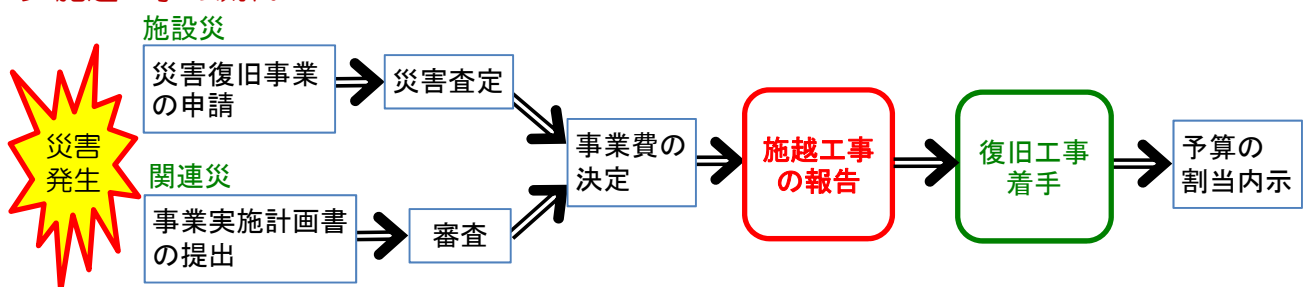 施設災
災害復旧事業
の申請
災害査定
災害
発生
関連災
事業実施計画書
の提出
審査
事業費の
決定
施越工事
の報告
復旧工事
着手
予算の
割当内示